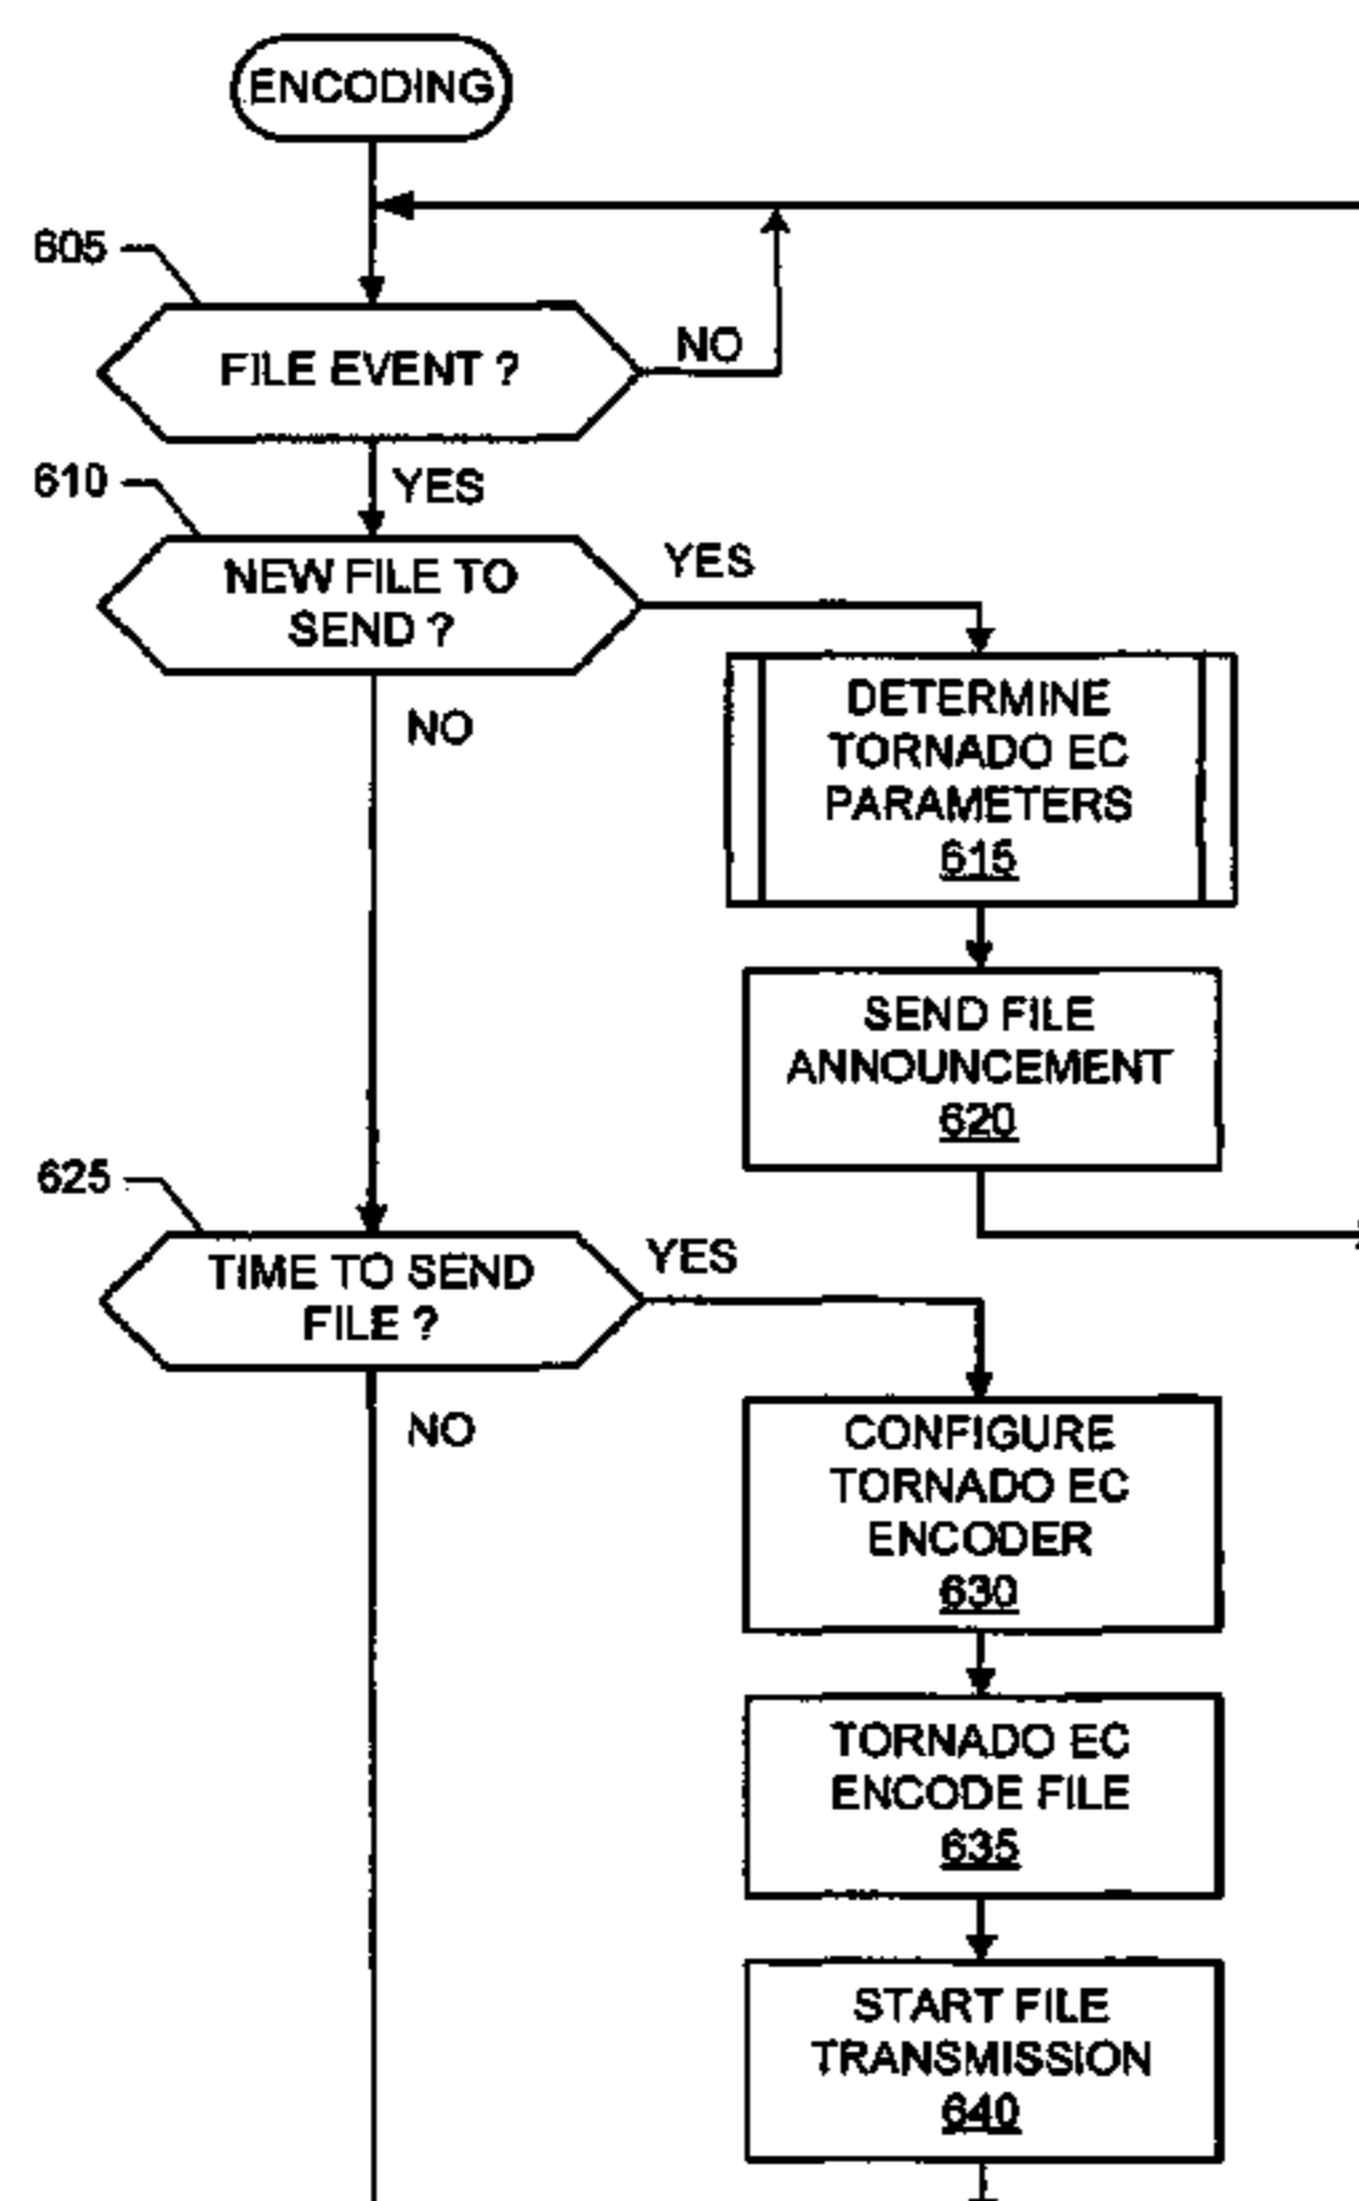 ENCODING
605
FILE EVENT ?
NO
YES
610
NEW FILE TO
SEND ?
YES
NO
DETERMINE
TORNADO EC
PARAMETERS
615
SEND FILE
ANNOUNCEMENT
620
625
TIME TO SEND
FILE ?
YES
NO
CONFIGURE
TORNADO EC
ENCODER
630
TORNADO EC
ENCODE FILE
635
START FILE
TRANSMISSION
640